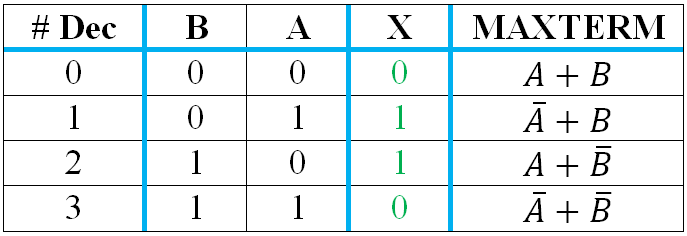 # Dec B A X MAXTERM
0 0 0 0 A + B
1 0 1 1 Ā + B
2 1 0 1 A + B̄
3 1 1 0 Ā + B̄